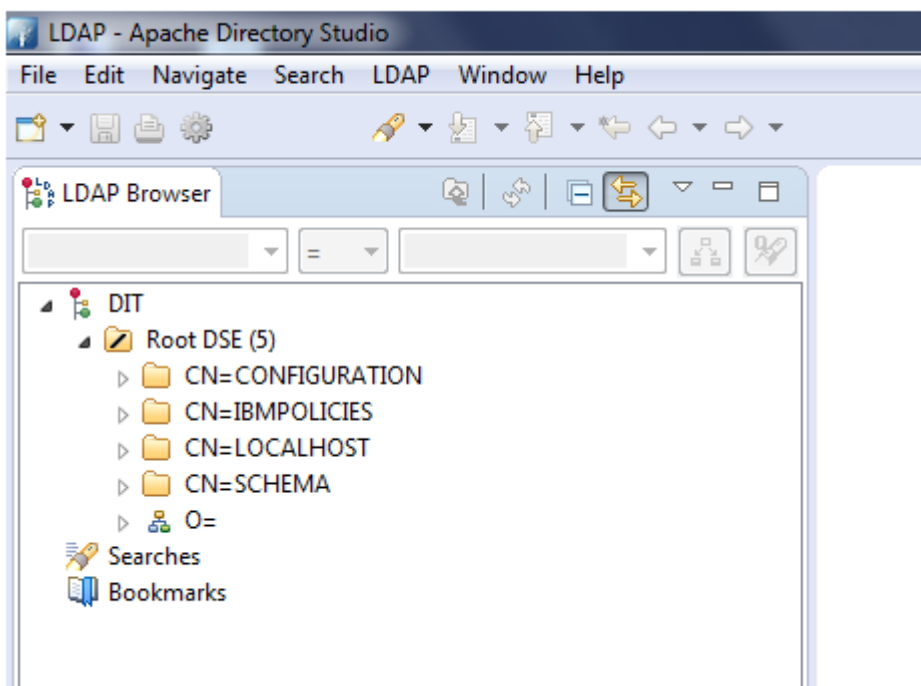 LDAP - Apache Directory Studio
File Edit Navigate Search LDAP Window Help
LDAP Browser
=
DIT
Root DSE (5)
CN=CONFIGURATION
CN=IBMPOLICIES
CN=LOCALHOST
CN=SCHEMA
O=
Searches
Bookmarks